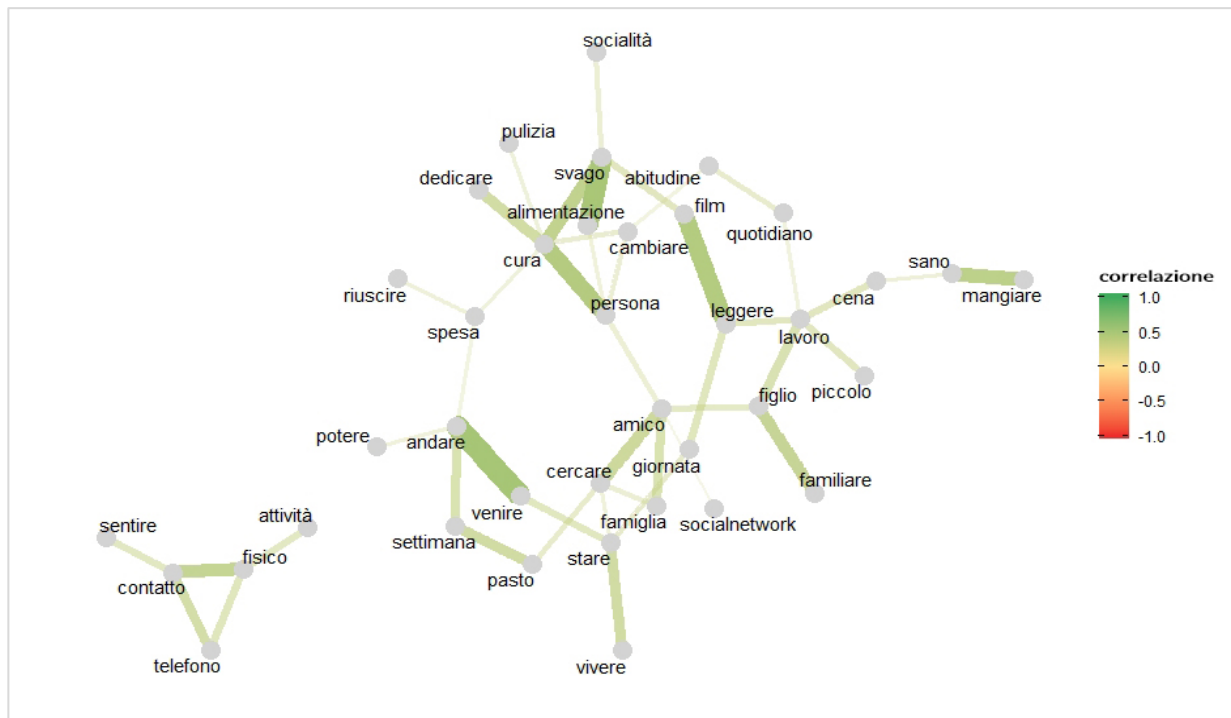 socialità
pulizia
svago
dedicare
abitudine
alimentazione
film
cambiare
quotidiano
cura
sano
riuscire
cena
mangiare
persona
spesa
leggere
lavoro
piccolo
figlio
amico
potere
andare
giornata
cercare
familiare
venire
attività
famiglia
socialnetwork
sentire
settimana
fisico
stare
pasto
contatto
telefono
vivere
correlazione
1.0
0.5
0.0
-0.5
-1.0